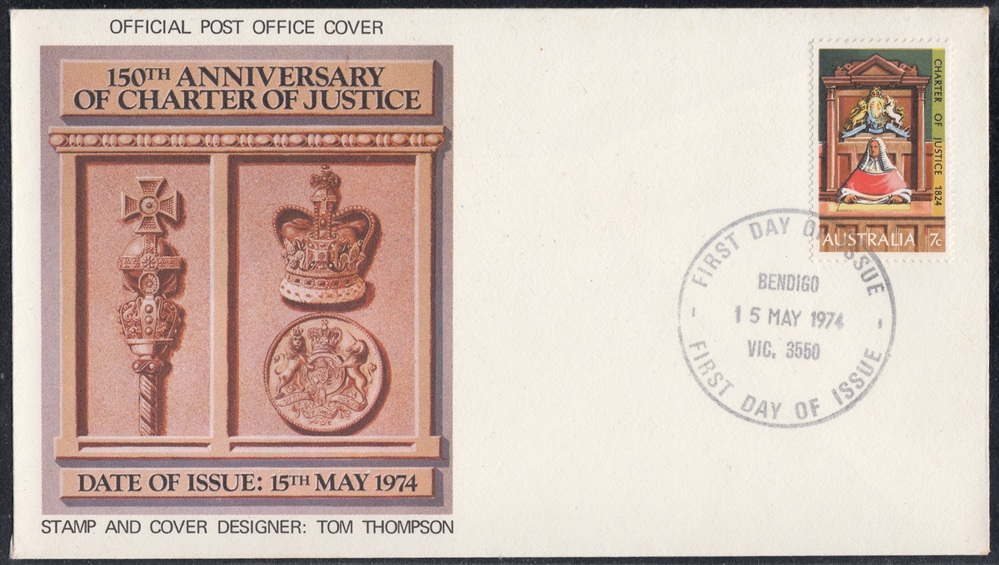 OFFICIAL POST OFFICE COVER
150TH ANNIVERSARY
OF CHARTER OF JUSTICE
DATE OF ISSUE: 15TH MAY 1974
STAMP AND COVER DESIGNER: TOM THOMPSON
CHARTER OF JUSTICE 1824
AUSTRALIA 7c
- FIRST DAY OF ISSUE -
BENDIGO
15 MAY 1974
VIC. 3550
FIRST DAY OF ISSUE